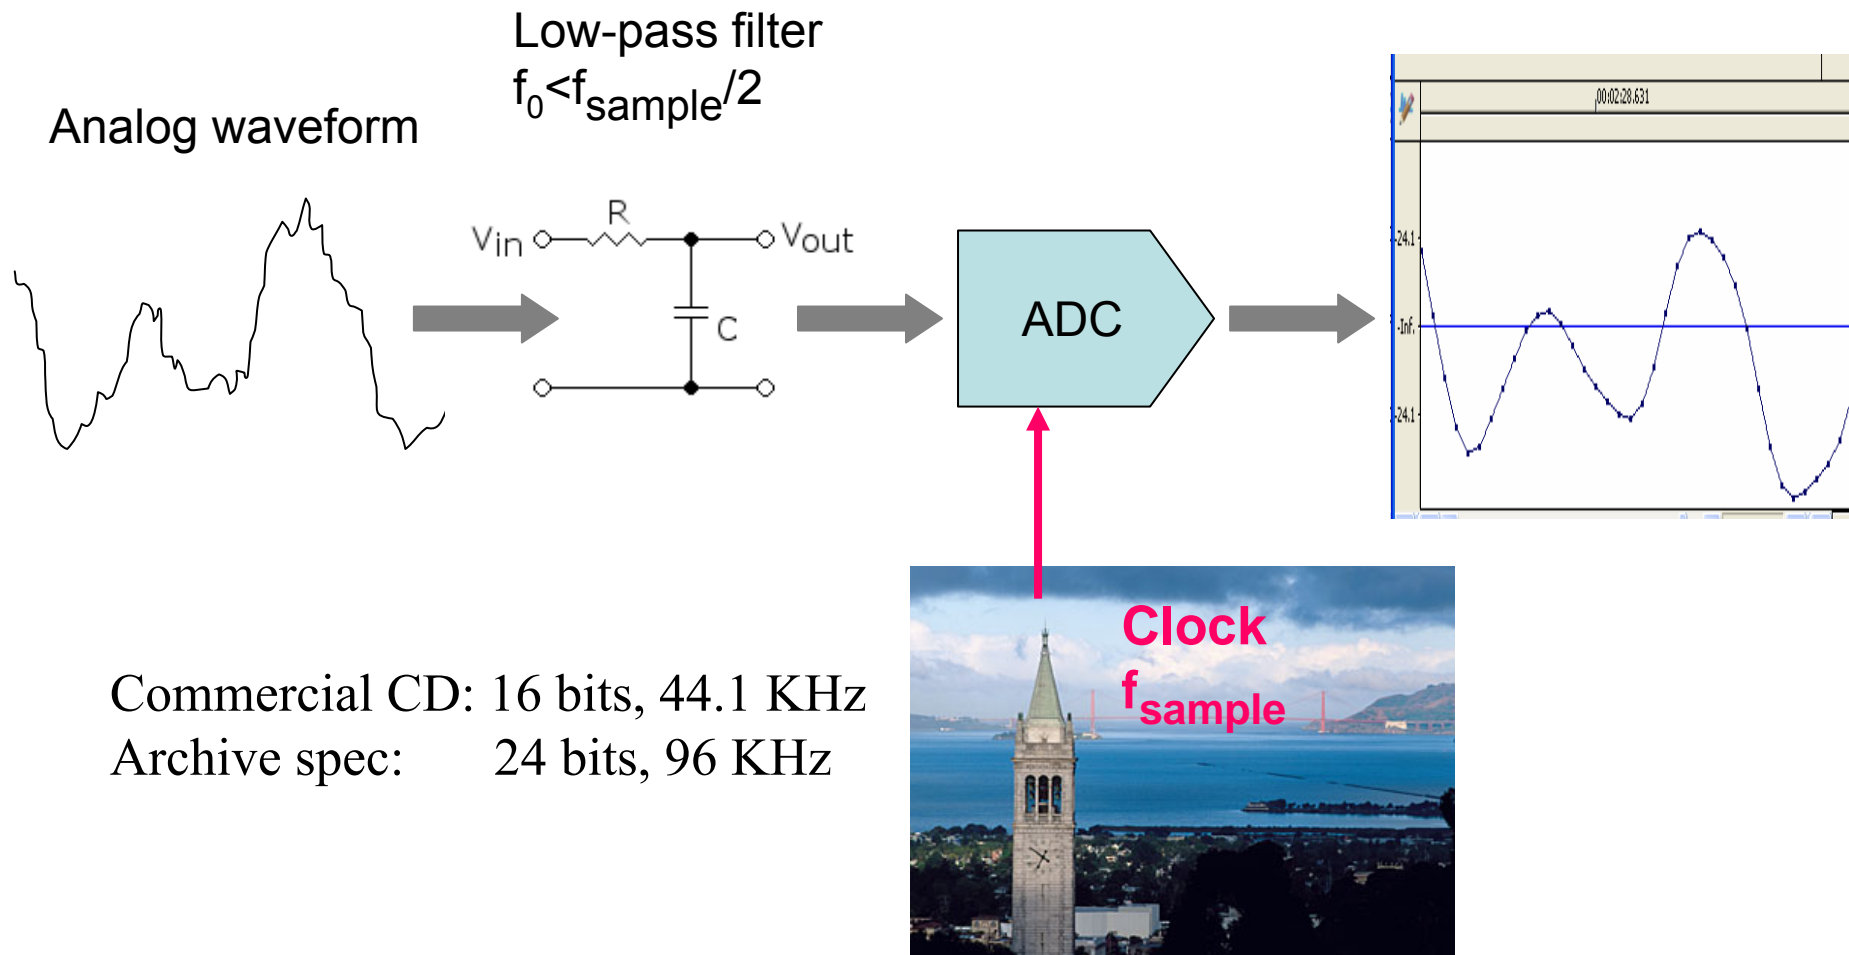 Low-pass filter
f0<fsample/2
Analog waveform
Vin
R
Vout
C
ADC
00:02:28.631
-24.1
-Inf.
-24.1
Clock
fsample
Commercial CD: 16 bits, 44.1 KHz
Archive spec: 24 bits, 96 KHz